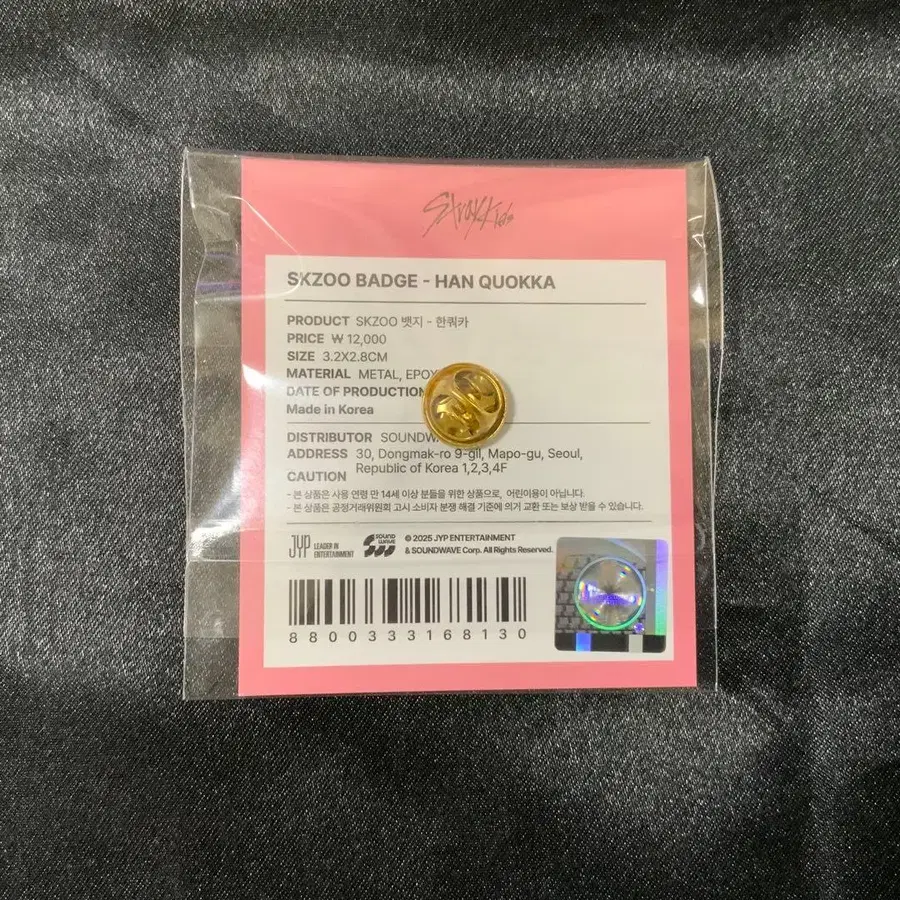 Stray Kids
SKZOO BADGE - HAN QUOKKA
PRODUCT SKZOO 뱃지 - 한쿼카
PRICE ₩ 12,000
SIZE 3.2X2.8CM
MATERIAL METAL, EPOX
DATE OF PRODUCTION
Made in Korea
DISTRIBUTOR SOUNDWA
ADDRESS 30, Dongmak-ro 9-gil, Mapo-gu, Seoul,
Republic of Korea 1,2,3,4F
CAUTION
- 본 상품은 사용 연령 만 14세 이상 분들을 위한 상품으로, 어린이용이 아닙니다.
- 본 상품은 공정거래위원회 고시 소비자 분쟁 해결 기준에 의거 교환 또는 보상 받을 수 있습니다.
JYP LEADER IN ENTERTAINMENT SOUND WAVE © 2025 JYP ENTERTAINMENT
& SOUNDWAVE Corp. All Rights Reserved.
8800333168130